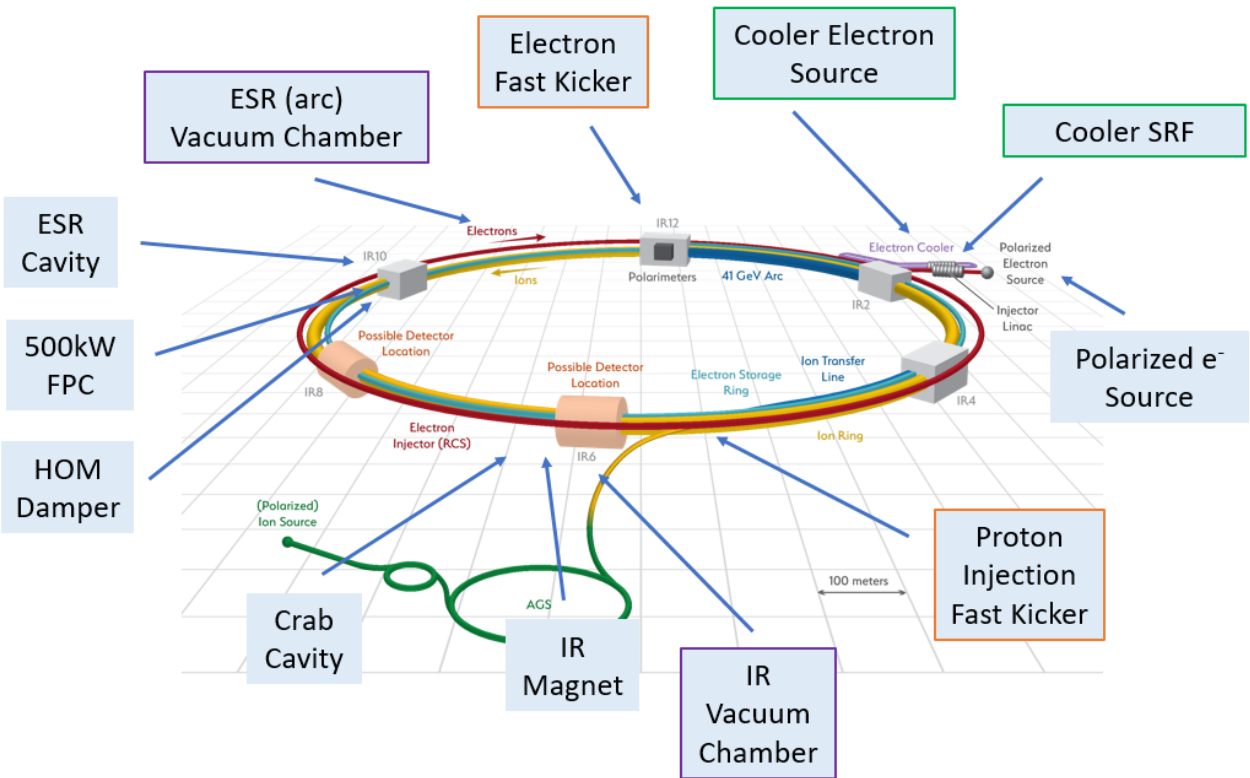 Electron
Fast Kicker
Cooler Electron
Source
ESR (arc)
Vacuum Chamber
Cooler SRF
ESR
Cavity
IR12
Electrons
Electron Cooler
Polarized
Electron
Source
IR10
Ions
Polarimeters
41 GeV Arc
IR2
Injector
Linac
500kW
FPC
Possible Detector
Location
Possible Detector
Location
Electron Storage
Ring
Ion Transfer
Line
Polarized e-
Source
IR8
IR4
Electron
Injector (RCS)
IR6
Ion Ring
HOM
Damper
(Polarized)
Ion Source
Proton
Injection
Fast Kicker
100 meters
AGS
Crab
Cavity
IR
Magnet
IR
Vacuum
Chamber